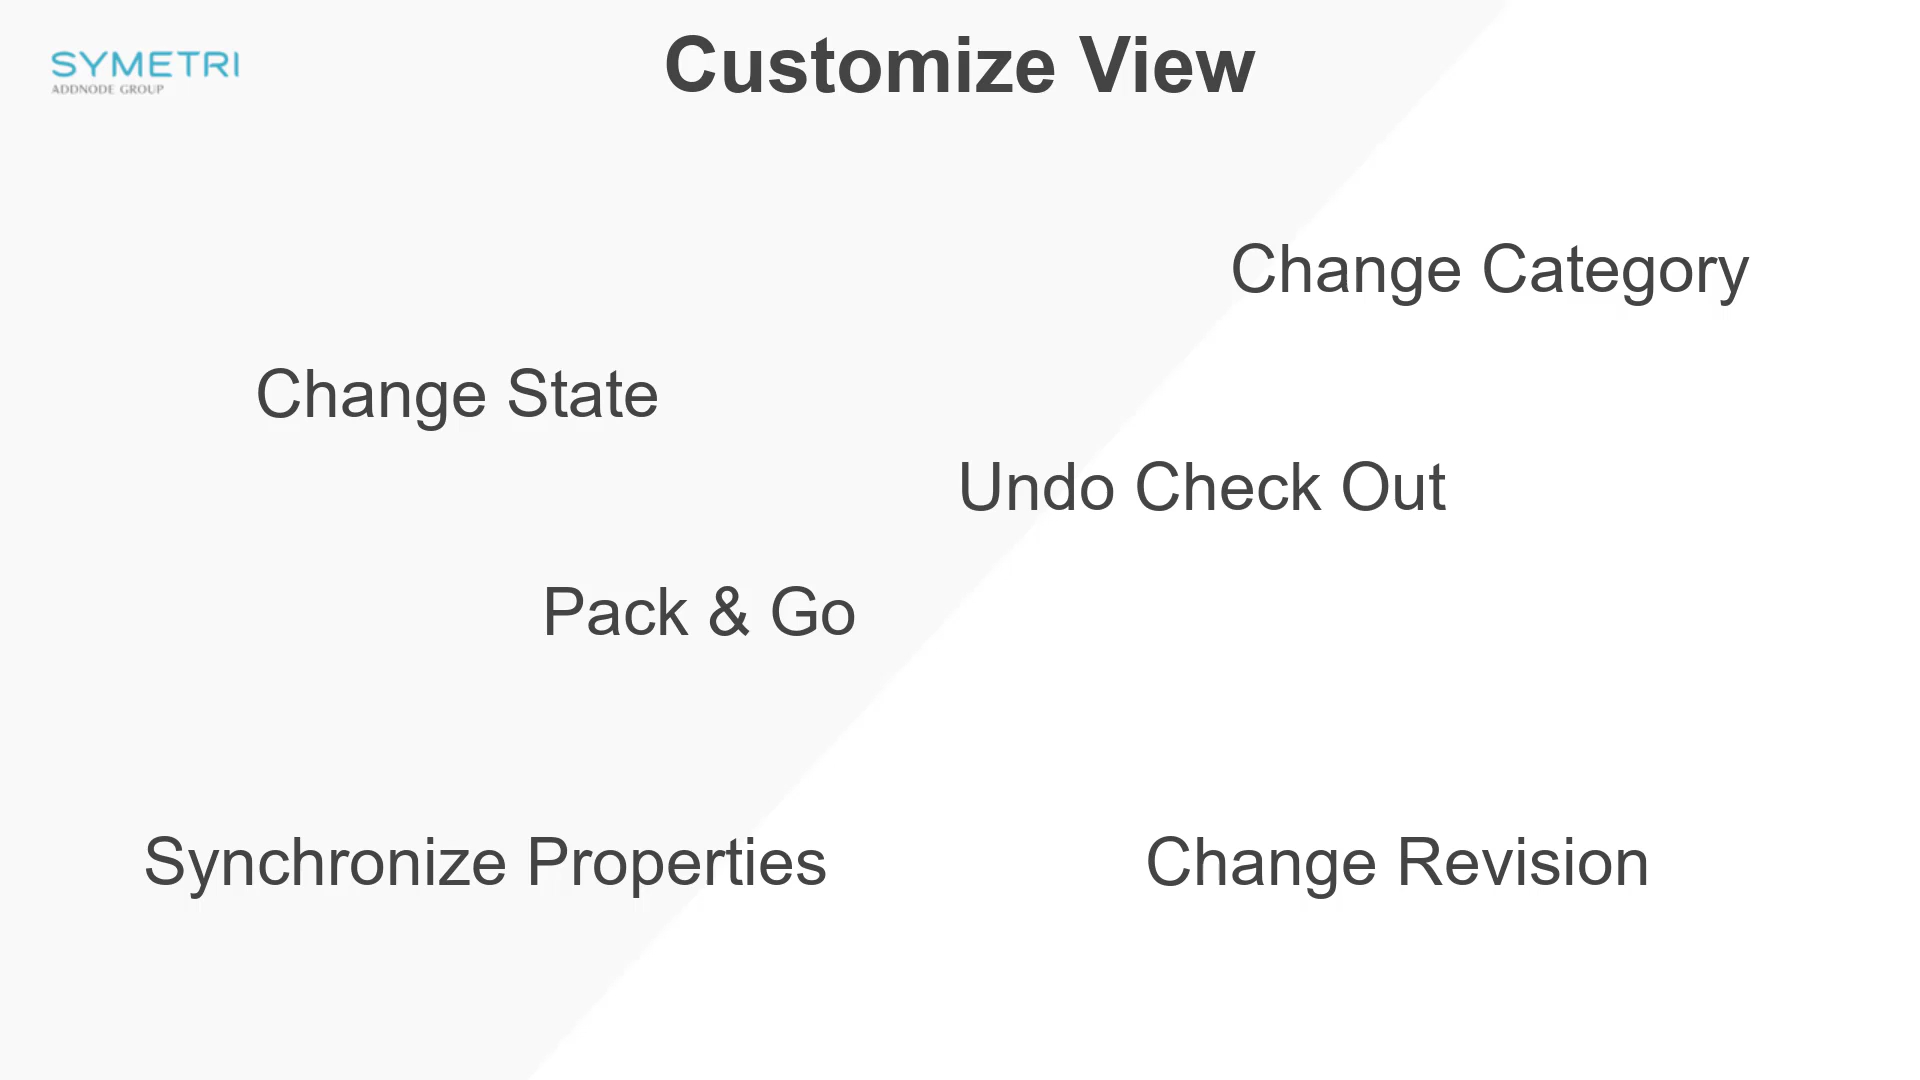 SYMETRI
ADDNODE GROUP
Customize View
Change Category
Change State
Undo Check Out
Pack & Go
Synchronize Properties
Change Revision